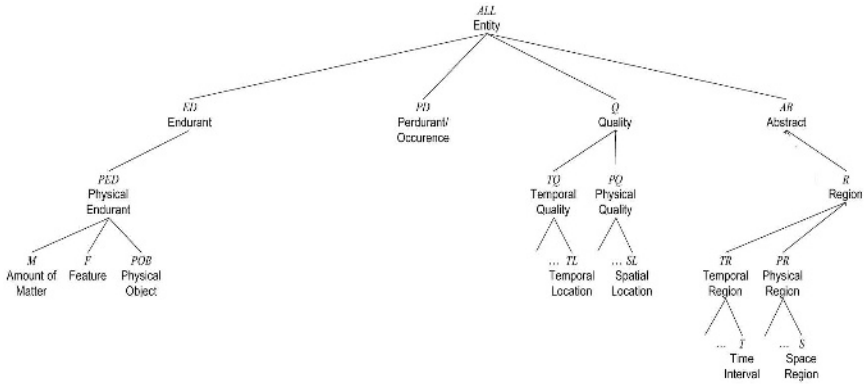 ALL
Entity
ED
Endurant
PD
Perdurant/
Occurence
Q
Quality
AB
Abstract
PED
Physical
Endurant
TQ
Temporal
Quality
PQ
Physical
Quality
R
Region
M
Amount of
Matter
F
Feature
POB
Physical
Object
... TL
Temporal
Location
... SL
Spatial
Location
TR
Temporal
Region
PR
Physical
Region
... T
Time
Interval
... S
Space
Region